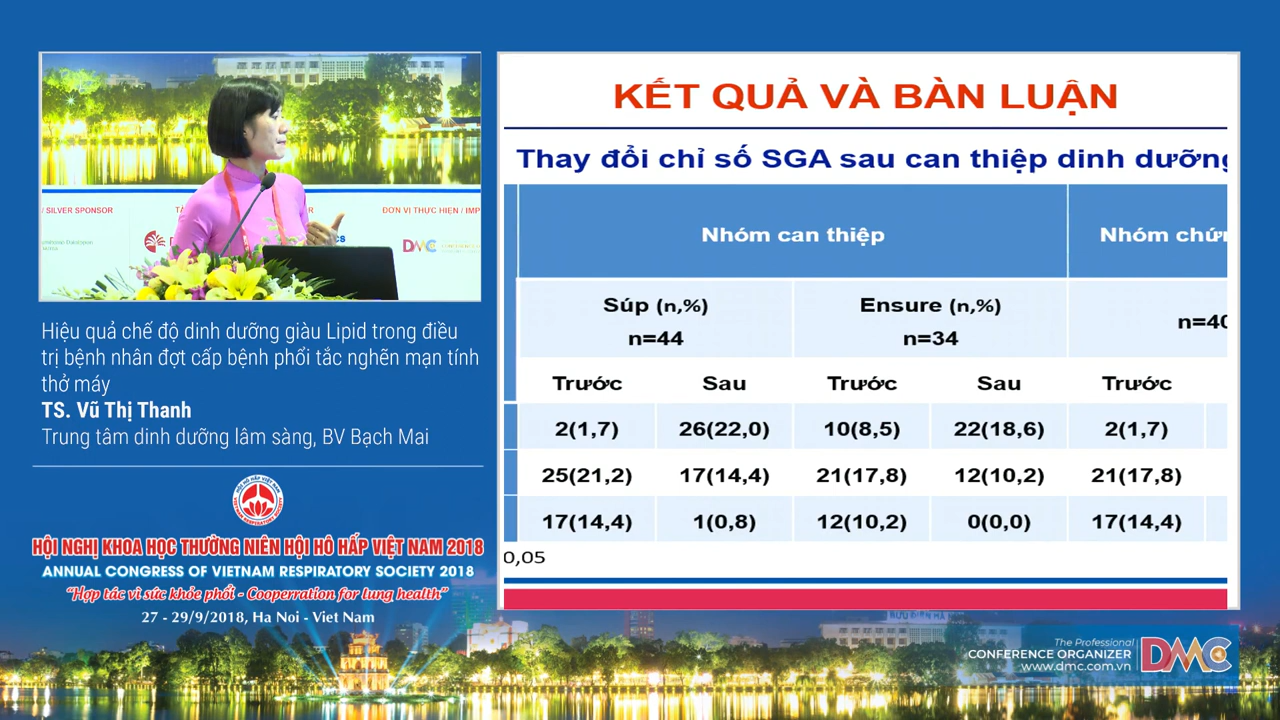 / SILVER SPONSOR
ĐƠN VỊ THỰC HIỆN / IMP
DMC
Hiệu quả chế độ dinh dưỡng giàu Lipid trong điều
trị bệnh nhân đợt cấp bệnh phổi tắc nghẽn mạn tính
thở máy
TS. Vũ Thị Thanh
Trung tâm dinh dưỡng lâm sàng, BV Bạch Mai
HỘI NGHỊ KHOA HỌC THƯỜNG NIÊN HỘI HÔ HẤP VIỆT NAM 2018
ANNUAL CONGRESS OF VIETNAM RESPIRATORY SOCIETY 2018
“Hợp tác vì sức khỏe phổi - Cooperration for lung health”
27 - 29/9/2018, Ha Noi - Viet Nam
KẾT QUẢ VÀ BÀN LUẬN
Thay đổi chỉ số SGA sau can thiệp dinh dưỡng
Nhóm can thiệp Nhóm chứn
Súp (n,%) Ensure (n,%)
n=44 n=34 n=40
Trước Sau Trước Sau Trước
2(1,7) 26(22,0) 10(8,5) 22(18,6) 2(1,7)
25(21,2) 17(14,4) 21(17,8) 12(10,2) 21(17,8)
17(14,4) 1(0,8) 12(10,2) 0(0,0) 17(14,4)
0,05
The Professional
CONFERENCE ORGANIZER
www.dmc.com.vn
DMC